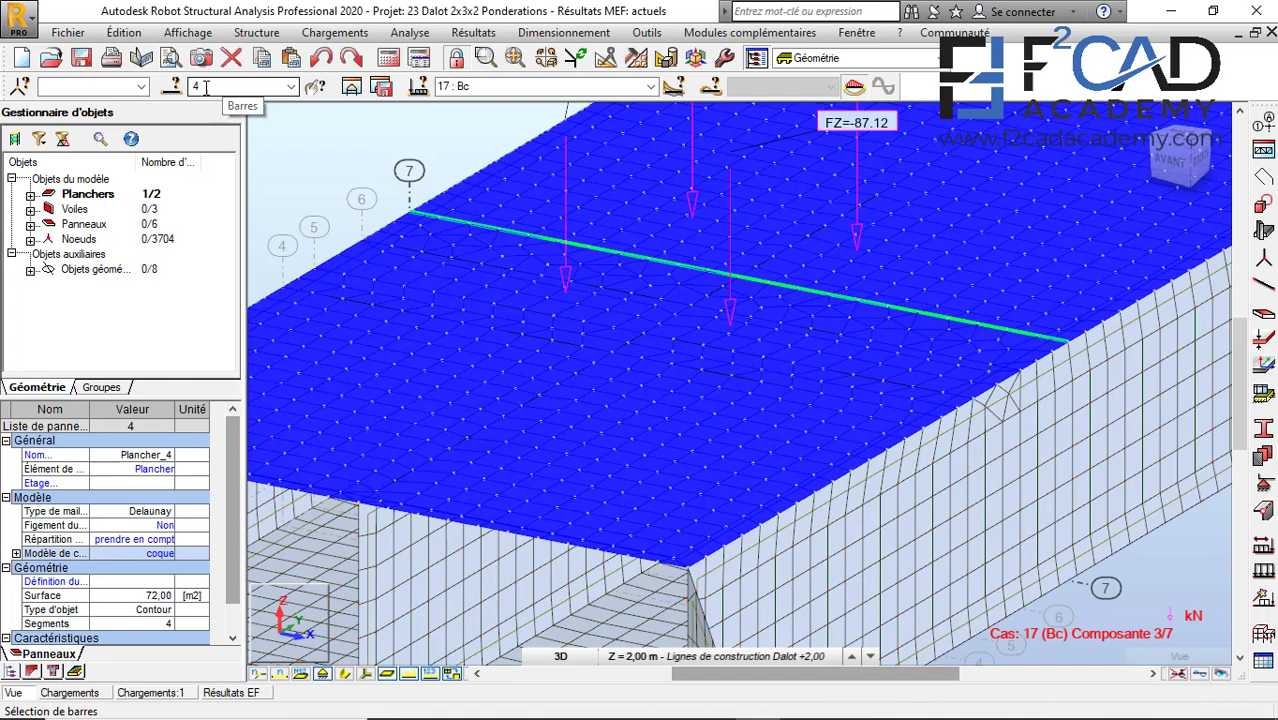 Autodesk Robot Structural Analysis Professional 2020 - Projet: 23 Dalot 2x3x2 Ponderations - Résultats MEF: actuels
Entrez mot-clé ou expression
Se connecter
PRO
Fichier Édition Affichage Structure Chargements Analyse Résultats Dimensionnement Outils Modules complémentaires Fenêtre
Géométrie
4
17 : Bc
Barres
F2CAD
ACADEMY
www.f2cadacademy.com
Gestionnaire d'objets
Objets Nombre d'...
Objets du modèle
Planchers 1/2
Voiles 0/3
Panneaux 0/6
Noeuds 0/3704
Objets auxiliaires
Objets géomé... 0/8
Géométrie Groupes
Nom Valeur Unité
Liste de panne... 4
Général
Nom... Plancher_4
Élément de ... Plancher
Etage...
Modèle
Type de mail... Delaunay
Figement du... Non
Répartition ... prendre en compt
Modèle de c... coque
Géométrie
Définition du...
Surface 72,00 [m2]
Type d'objet Contour
Segments 4
Caractéristiques
Panneaux
FZ=-87.12
AVANT
7
6
5
4
7
6
5
4
Z
Y
X
kN
Cas: 17 (Bc) Composante 3/7
3D Z = 2,00 m - Lignes de construction Dalot +2,00
Vue
Vue Chargements Chargements:1 Résultats EF
Sélection de barres